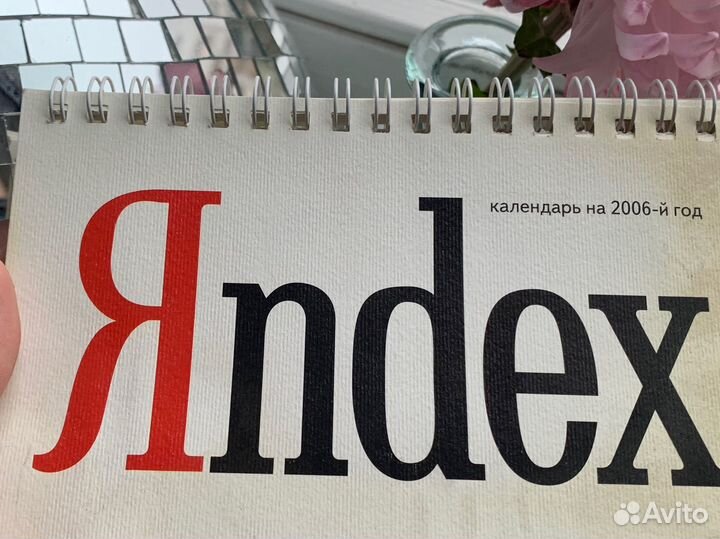 календарь на 2006-й год
Яndex
Avito